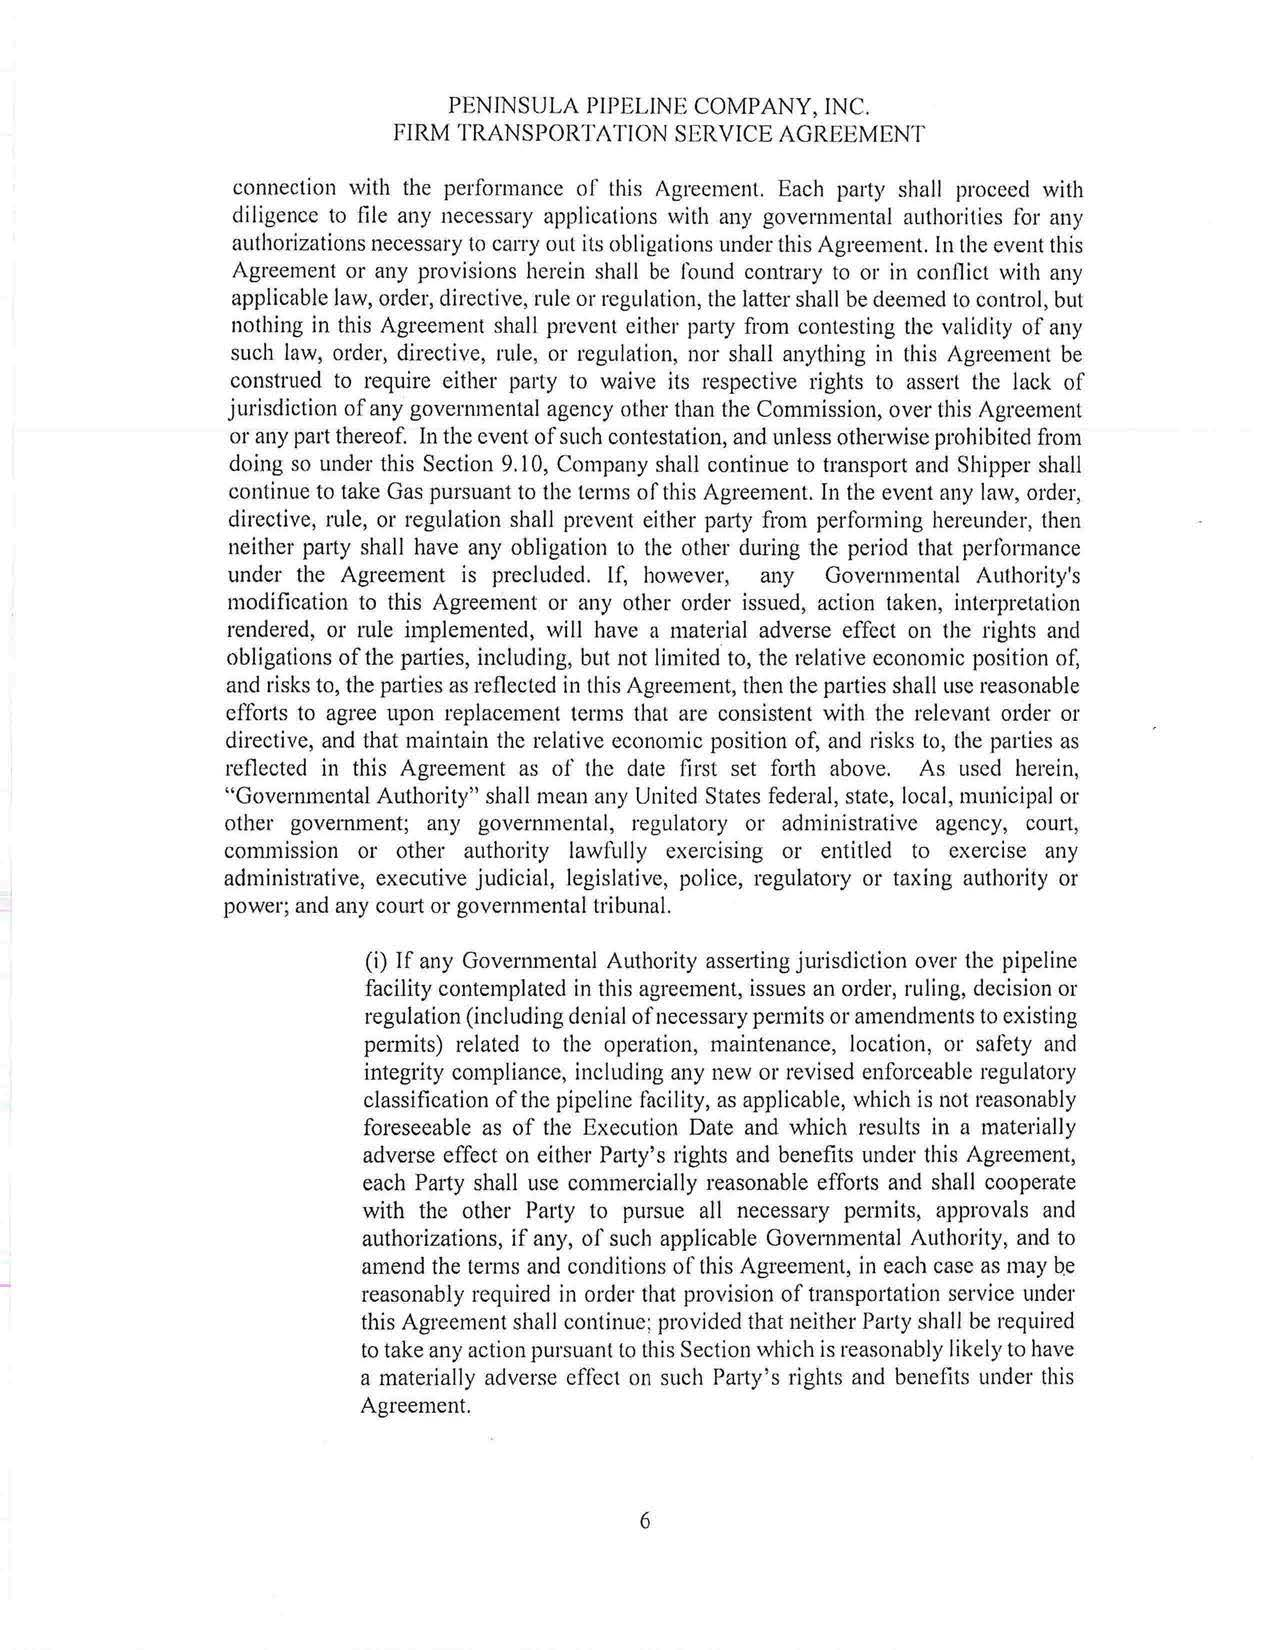 PENINSULA PIPELINE COMPANY, INC.
FIRM TRANSPORTATION SERVICE AGREEMENT
connection with the performance of this Agreement. Each party shall proceed with
diligence to file any necessary applications with any governmental authorities for any
authorizations necessary to carry out its obligations under this Agreement. In the event this
Agreement or any provisions herein shall be found contrary to or in conflict with any
applicable law, order, directive, rule or regulation, the latter shall be deemed to control, but
nothing in this Agreement shall prevent either party from contesting the validity of any
such law, order, directive, rule, or regulation, nor shall anything in this Agreement be
construed to require either party to waive its respective rights to assert the lack of
jurisdiction of any governmental agency other than the Commission, over this Agreement
or any part thereof. In the event of such contestation, and unless otherwise prohibited from
doing so under this Section 9.10, Company shall continue to transport and Shipper shall
continue to take Gas pursuant to the terms of this Agreement. In the event any law, order,
directive, rule, or regulation shall prevent either party from performing hereunder, then
neither party shall have any obligation to the other during the period that performance
under the Agreement is precluded. If, however, any Governmental Authority's
modification to this Agreement or any other order issued, action taken, interpretation
rendered, or rule implemented, will have a material adverse effect on the rights and
obligations of the parties, including, but not limited to, the relative economic position of,
and risks to, the parties as reflected in this Agreement, then the parties shall use reasonable
efforts to agree upon replacement terms that are consistent with the relevant order or
directive, and that maintain the relative economic position of, and risks to, the parties as
reflected in this Agreement as of the date first set forth above. As used herein,
“Governmental Authority” shall mean any United States federal, state, local, municipal or
other government; any governmental, regulatory or administrative agency, court,
commission or other authority lawfully exercising or entitled to exercise any
administrative, executive judicial, legislative, police, regulatory or taxing authority or
power; and any court or governmental tribunal.
(i) If any Governmental Authority asserting jurisdiction over the pipeline
facility contemplated in this agreement, issues an order, ruling, decision or
regulation (including denial of necessary permits or amendments to existing
permits) related to the operation, maintenance, location, or safety and
integrity compliance, including any new or revised enforceable regulatory
classification of the pipeline facility, as applicable, which is not reasonably
foreseeable as of the Execution Date and which results in a materially
adverse effect on either Party’s rights and benefits under this Agreement,
each Party shall use commercially reasonable efforts and shall cooperate
with the other Party to pursue all necessary permits, approvals and
authorizations, if any, of such applicable Governmental Authority, and to
amend the terms and conditions of this Agreement, in each case as may be
reasonably required in order that provision of transportation service under
this Agreement shall continue; provided that neither Party shall be required
to take any action pursuant to this Section which is reasonably likely to have
a materially adverse effect on such Party’s rights and benefits under this
Agreement.
6